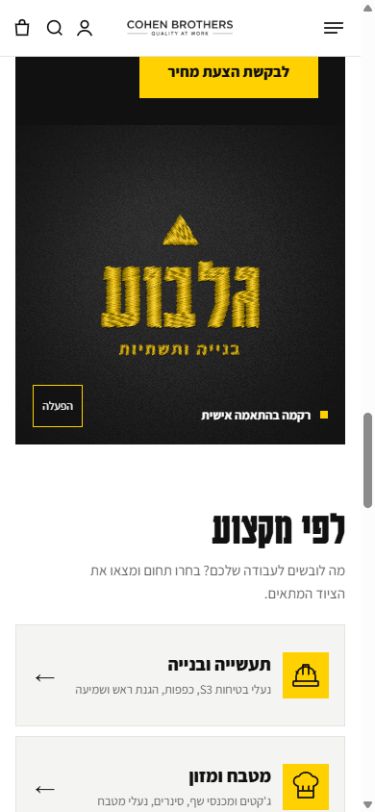 COHEN BROTHERS
QUALITY AT WORK
לבקשת הצעת מחיר
גלבוע
בנייה ותשתיות
רקמה בהתאמה אישית
הפעלה
לפי מקצוע
מה לובשים לעבודה שלכם? בחרו תחום ומצאו את
הציוד המתאים.
תעשייה ובנייה
נעלי בטיחות S3, כפפות, הגנת ראש ושמיעה
מטבח ומזון
ג'קטים ומכנסי שף, סינרים, נעלי מטבח